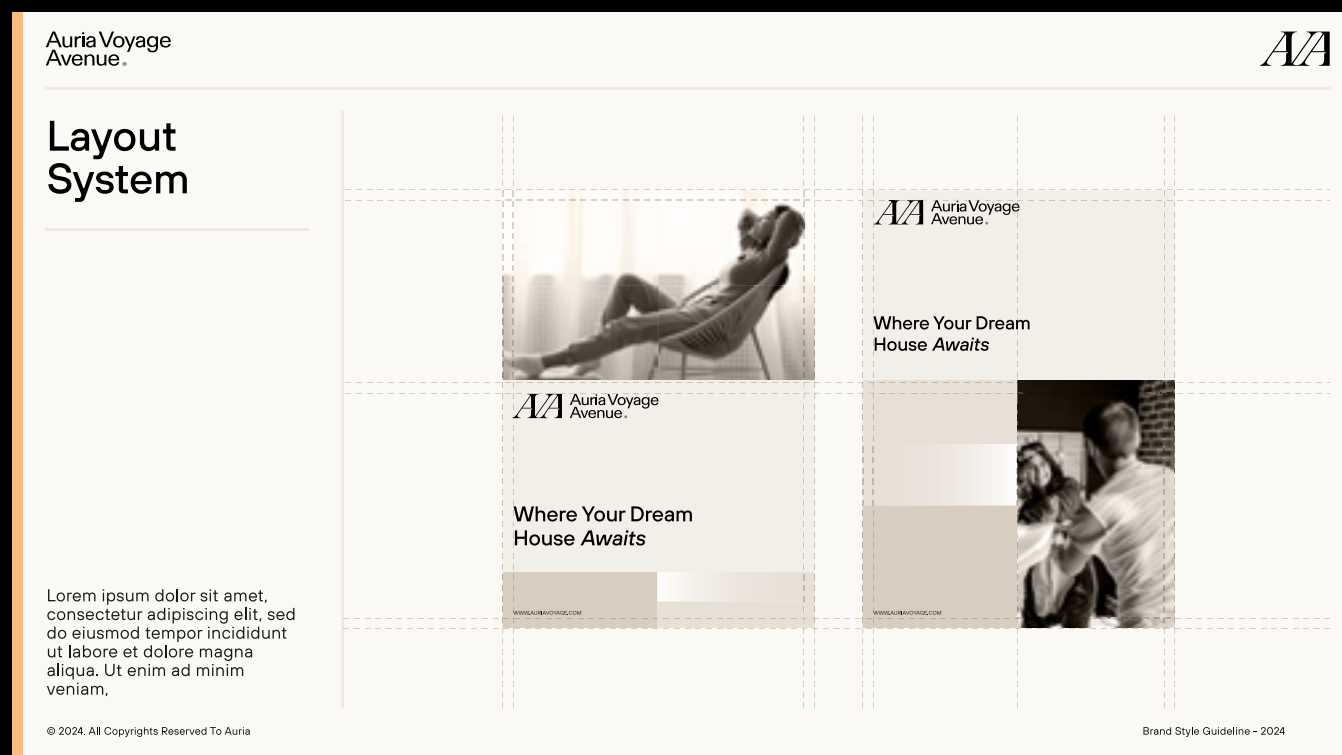 Auria Voyage
Avenue®
AVA
Layout
System
Lorem ipsum dolor sit amet,
consectetur adipiscing elit, sed
do eiusmod tempor incididunt
ut labore et dolore magna
aliqua. Ut enim ad minim
veniam,
AVA Auria Voyage
Avenue®
Where Your Dream
House Awaits
WWW.AURIAVOYAGE.COM
AVA Auria Voyage
Avenue®
Where Your Dream
House Awaits
WWW.AURIAVOYAGE.COM
© 2024. All Copyrights Reserved To Auria
Brand Style Guideline - 2024